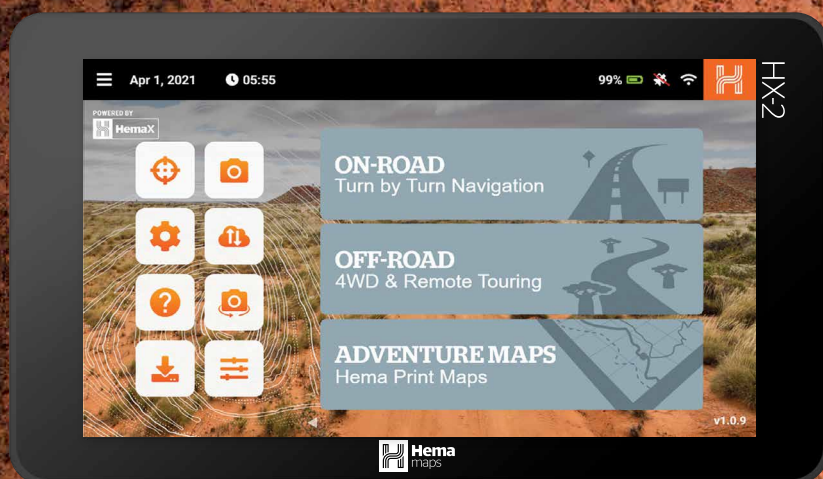 Apr 1, 2021 05:55 99%
HX-2
POWERED BY
HemaX
ON-ROAD
Turn by Turn Navigation
OFF-ROAD
4WD & Remote Touring
ADVENTURE MAPS
Hema Print Maps
v1.0.9
Hema
maps